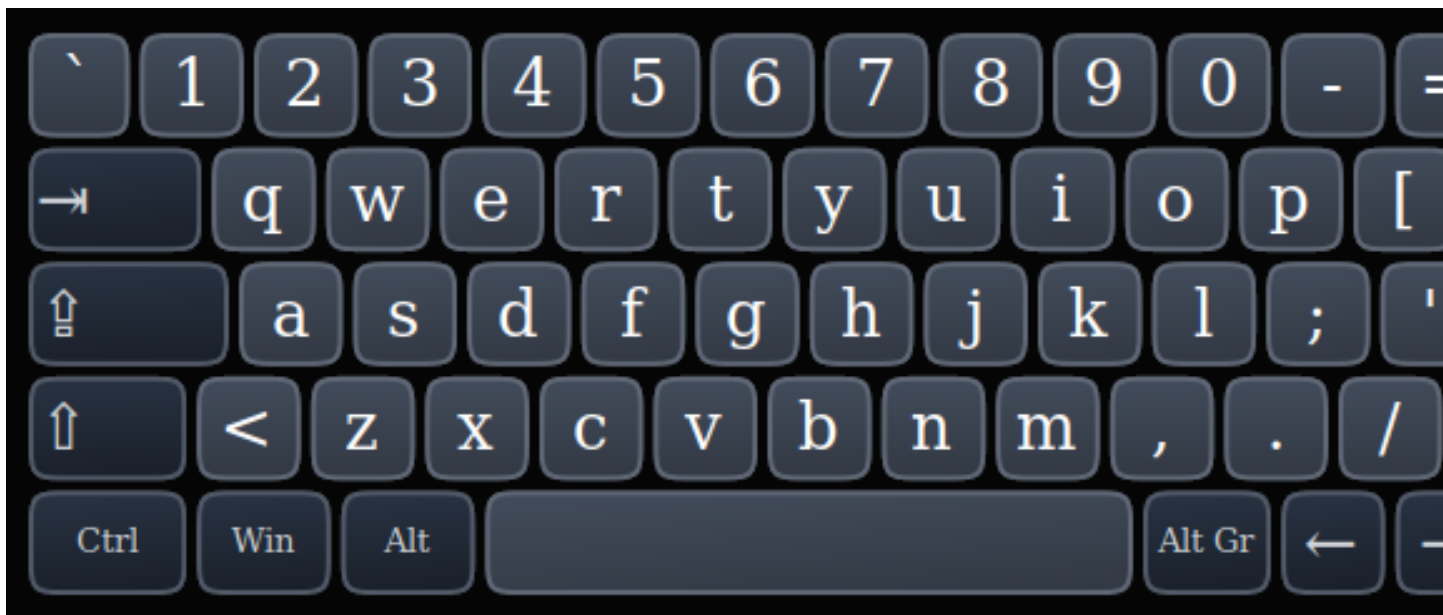 ` 1 2 3 4 5 6 7 8 9 0 - =
⇥ q w e r t y u i o p [
⇪ a s d f g h j k l ; '
⇧ < z x c v b n m , . /
Ctrl Win Alt Alt Gr ←